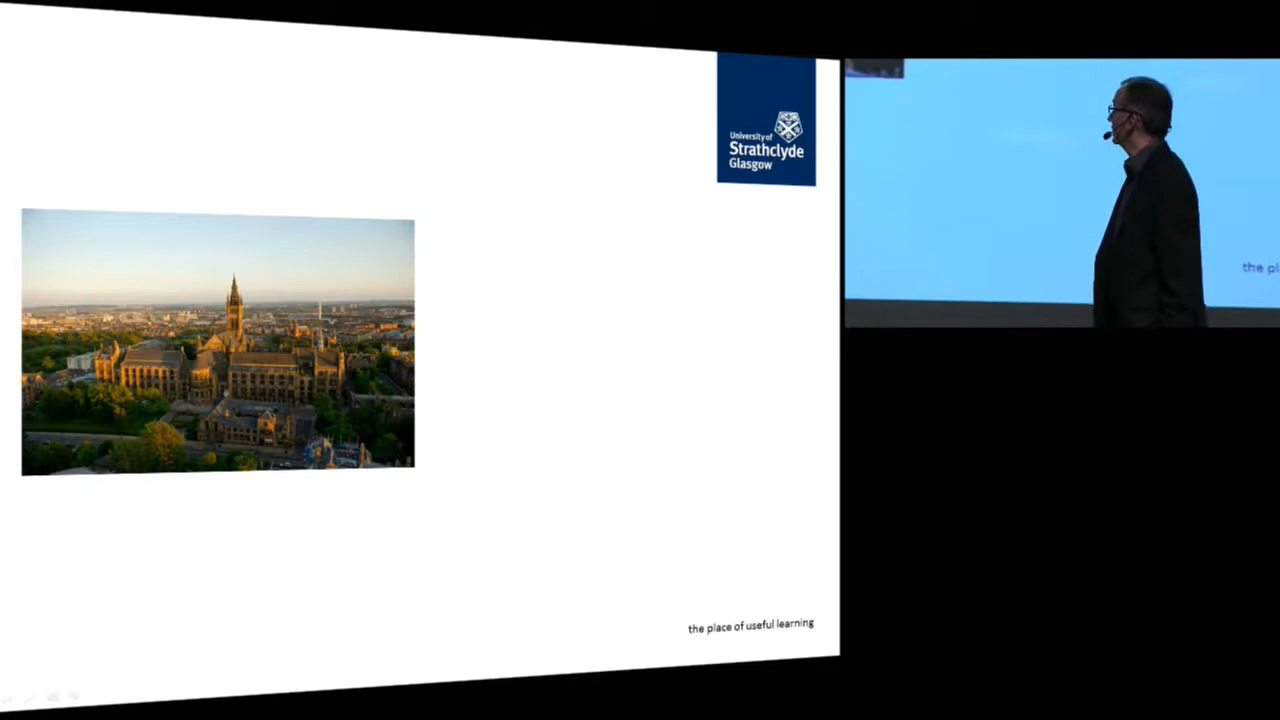 University of
Strathclyde
Glasgow
the place of useful learning
the pl